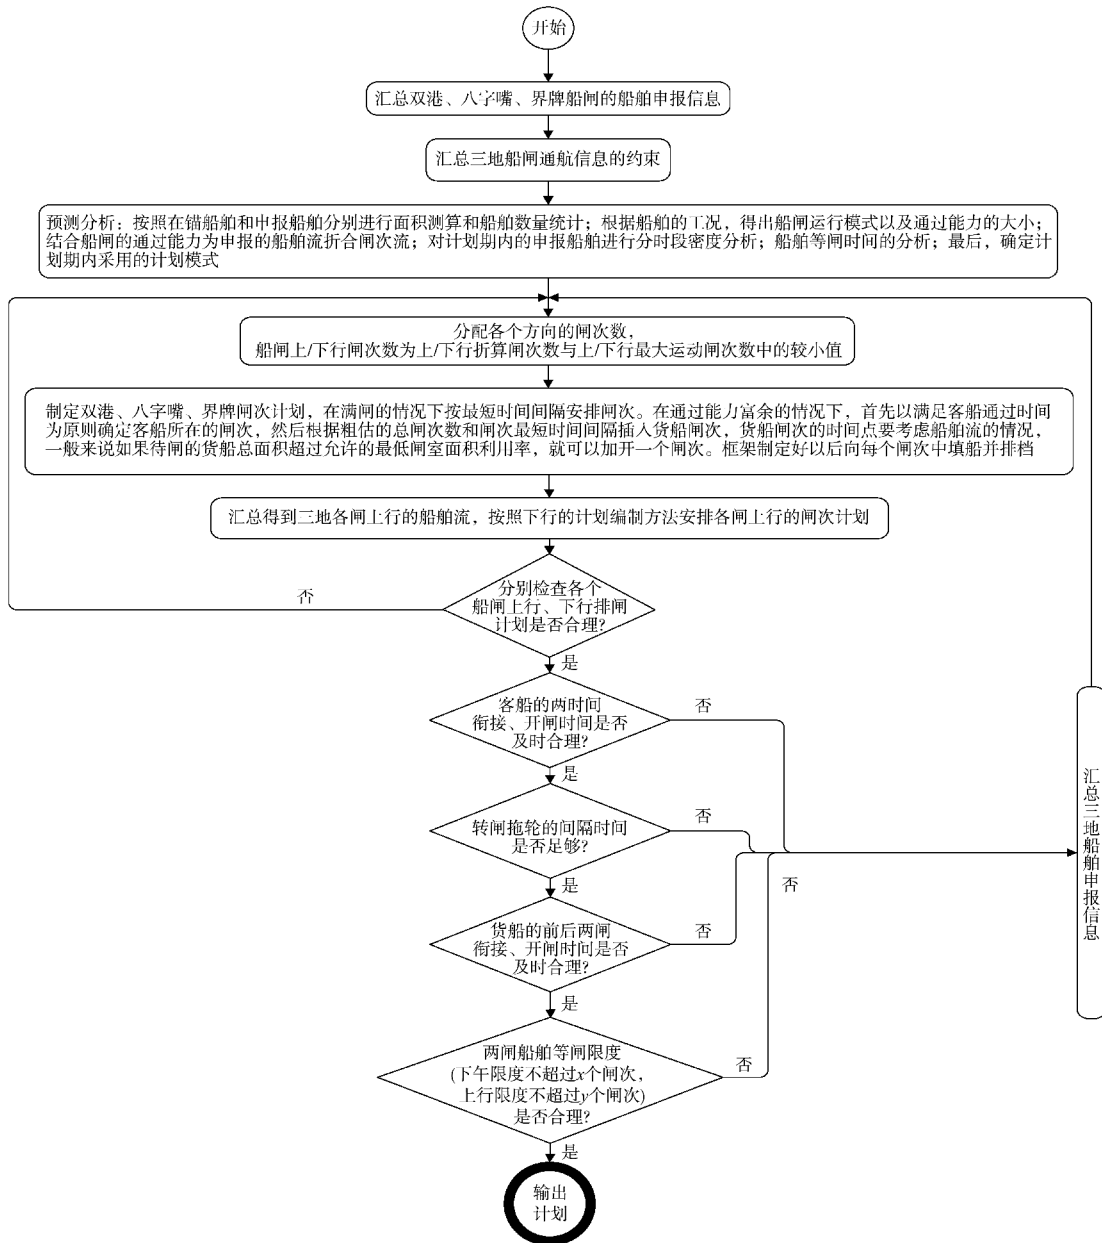 开始
汇总双港、八字嘴、界牌船闸的船舶申报信息
汇总三地船闸通航信息的约束
预测分析：按照在锚船舶和申报船舶分别进行面积测算和船舶数量统计；根据船舶的工况，得出船闸运行模式以及通过能力的大小；
结合船闸的通过能力为申报的船舶流折合闸次流；对计划期内的申报船舶进行分时段密度分析；船舶等闸时间的分析；最后，确定计
划期内采用的计划模式
分配各个方向的闸次数，
船闸上/下行闸次数为上/下行折算闸次数与上/下行最大运动闸次数中的较小值
制定双港、八字嘴、界牌闸次计划，在满闸的情况下按最短时间间隔安排闸次。在通过能力富余的情况下，首先以满足客船通过时间
为原则确定客船所在的闸次，然后根据粗估的总闸次数和闸次最短时间间隔插入货船闸次，货船闸次的时间点要考虑船舶流的情况，
一般来说如果待闸的货船总面积超过允许的最低闸室面积利用率，就可以加开一个闸次。框架制定好以后向每个闸次中填船并排档
汇总得到三地各闸上行的船舶流，按照下行的计划编制方法安排各闸上行的闸次计划
分别检查各个
船闸上行、下行排闸
计划是否合理？
否
是
客船的两时间
衔接、开闸时间是否
及时合理？
否
是
转闸拖轮的间隔时间
是否足够？
否
是
货船的前后两闸
衔接、开闸时间是否
及时合理？
否
是
两闸船舶等闸限度
(下午限度不超过x个闸次，
上行限度不超过y个闸次)
是否合理？
否
否
是
输出
计划
汇总三地船舶申报信息